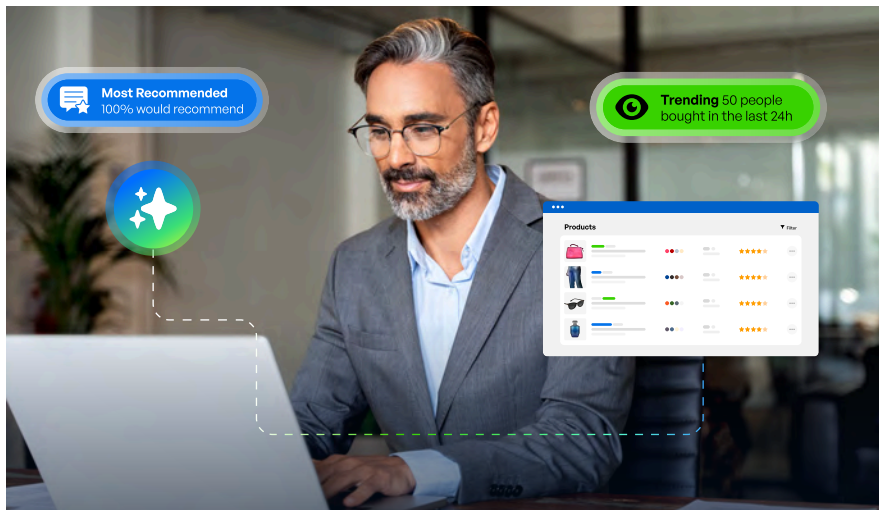 Most Recommended
100% would recommend
Trending 50 people
bought in the last 24h
Products
Filter